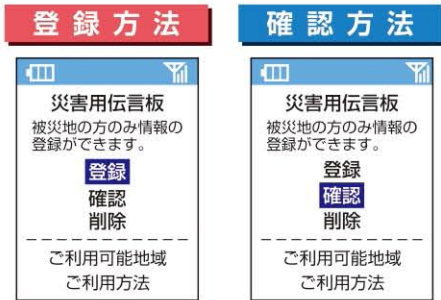 登録方法
災害用伝言板
被災地の方のみ情報の
登録ができます。
登録
確認
削除
ご利用可能地域
ご利用方法
確認方法
災害用伝言板
被災地の方のみ情報の
登録ができます。
登録
確認
削除
ご利用可能地域
ご利用方法